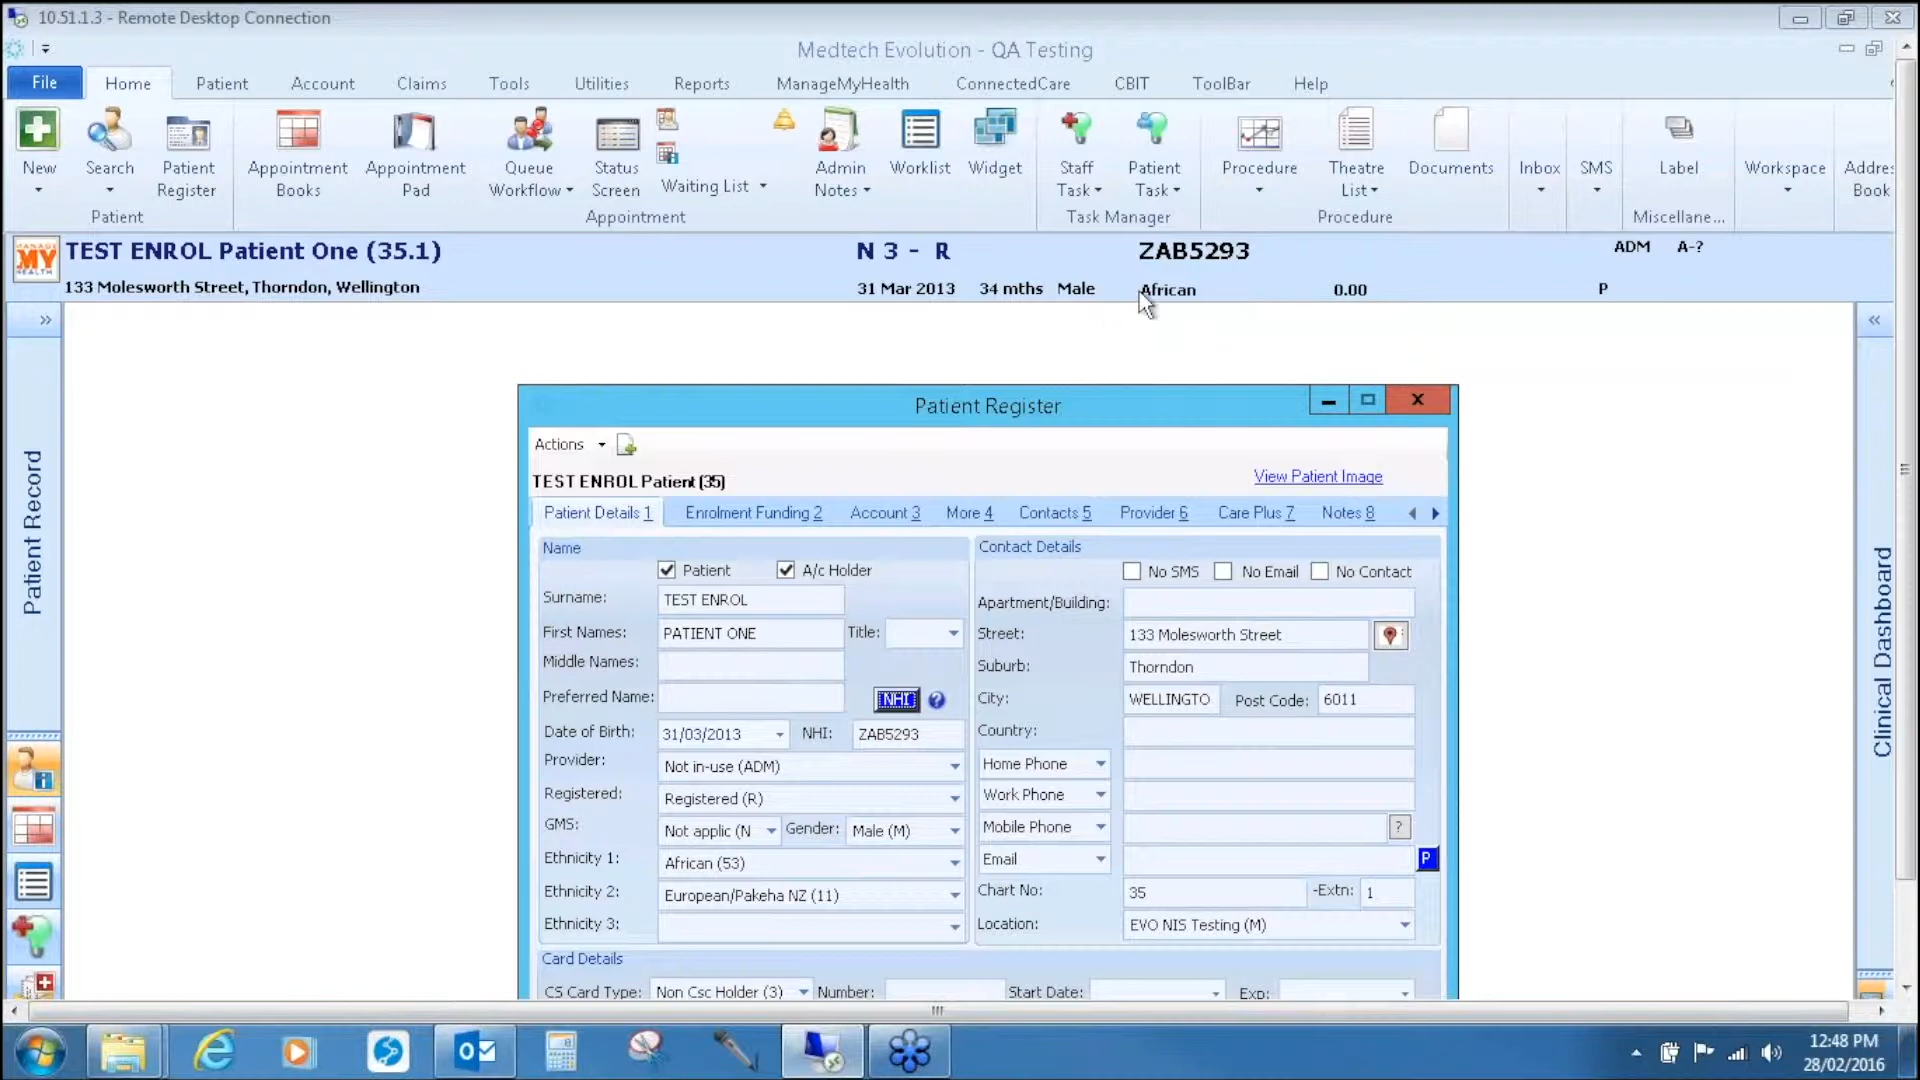 10.51.1.3 - Remote Desktop Connection
Medtech Evolution - QA Testing
File Home Patient Account Claims Tools Utilities Reports ManageMyHealth ConnectedCare CBIT ToolBar Help
New Search Patient Register Appointment Books Appointment Pad Queue Workflow Status Screen Waiting List Admin Notes Worklist Widget Staff Task Patient Task Procedure Theatre List Documents Inbox SMS Label Workspace Addre: Book
Patient Appointment Task Manager Procedure Miscellane...
MANAGE MY HEALTH
TEST ENROL Patient One (35.1) N 3 - R ZAB5293 ADM A-?
133 Molesworth Street, Thorndon, Wellington 31 Mar 2013 34 mths Male African 0.00 P
Patient Record
Clinical Dashboard
Patient Register
Actions
TEST ENROL Patient (35) View Patient Image
Patient Details 1 Enrolment Funding 2 Account 3 More 4 Contacts 5 Provider 6 Care Plus 7 Notes 8
Name
Patient A/c Holder
Surname: TEST ENROL
First Names: PATIENT ONE Title:
Middle Names:
Preferred Name: NHI ?
Date of Birth: 31/03/2013 NHI: ZAB5293
Provider: Not in-use (ADM)
Registered: Registered (R)
GMS: Not applic (N Gender: Male (M)
Ethnicity 1: African (53)
Ethnicity 2: European/Pakeha NZ (11)
Ethnicity 3:
Contact Details
No SMS No Email No Contact
Apartment/Building:
Street: 133 Molesworth Street
Suburb: Thorndon
City: WELLINGTO Post Code: 6011
Country:
Home Phone
Work Phone
Mobile Phone ?
Email P
Chart No: 35 -Extn: 1
Location: EVO NIS Testing (M)
Card Details
CS Card Type: Non Csc Holder (3) Number: Start Date: Exp:
12:48 PM
28/02/2016